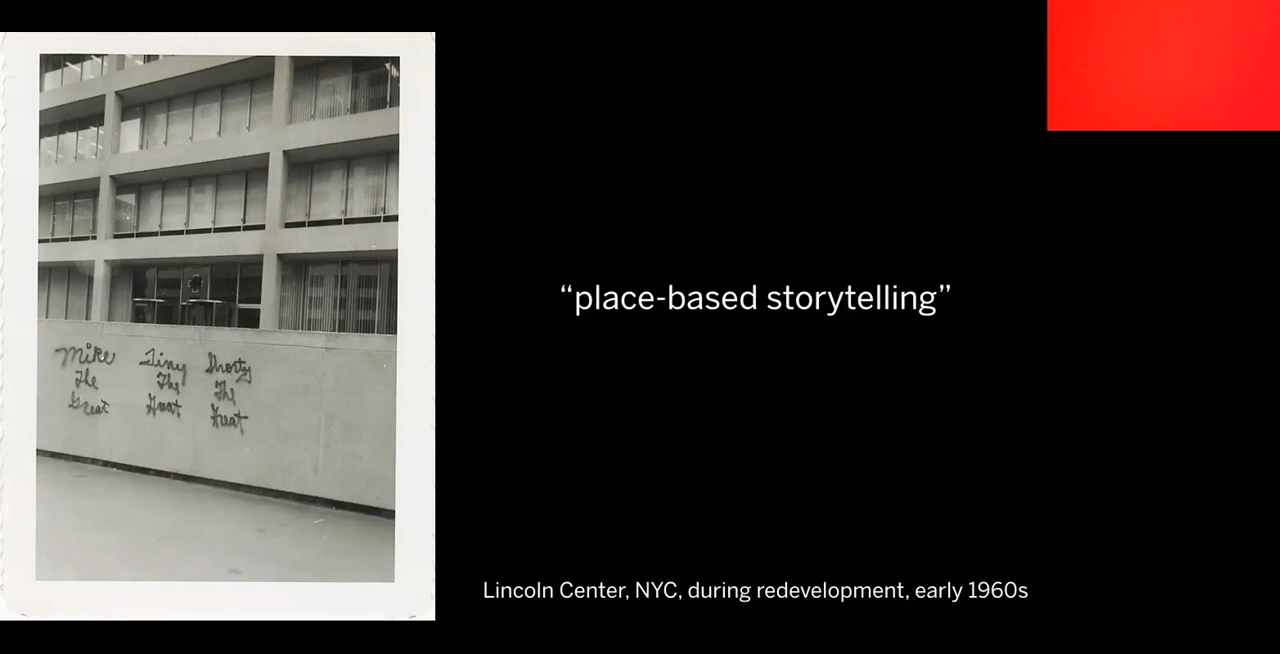 Mike
The
Great
Tiny
The
Great
Shorty
The
Great
“place-based storytelling”
Lincoln Center, NYC, during redevelopment, early 1960s